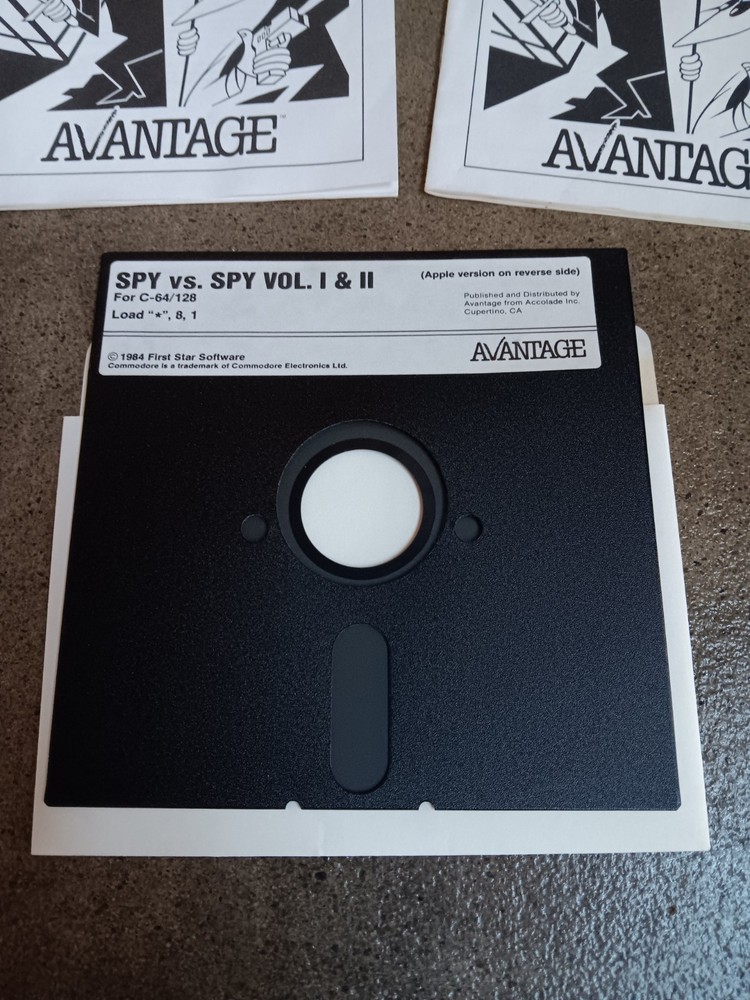 AVANTAGE™
AVANTAG
SPY vs. SPY VOL. I & II
(Apple version on reverse side)
For C-64/128
Load "*", 8, 1
Published and Distributed by
Avantage from Accolade Inc.
Cupertino, CA
© 1984 First Star Software
Commodore is a trademark of Commodore Electronics Ltd.
AVANTAGE